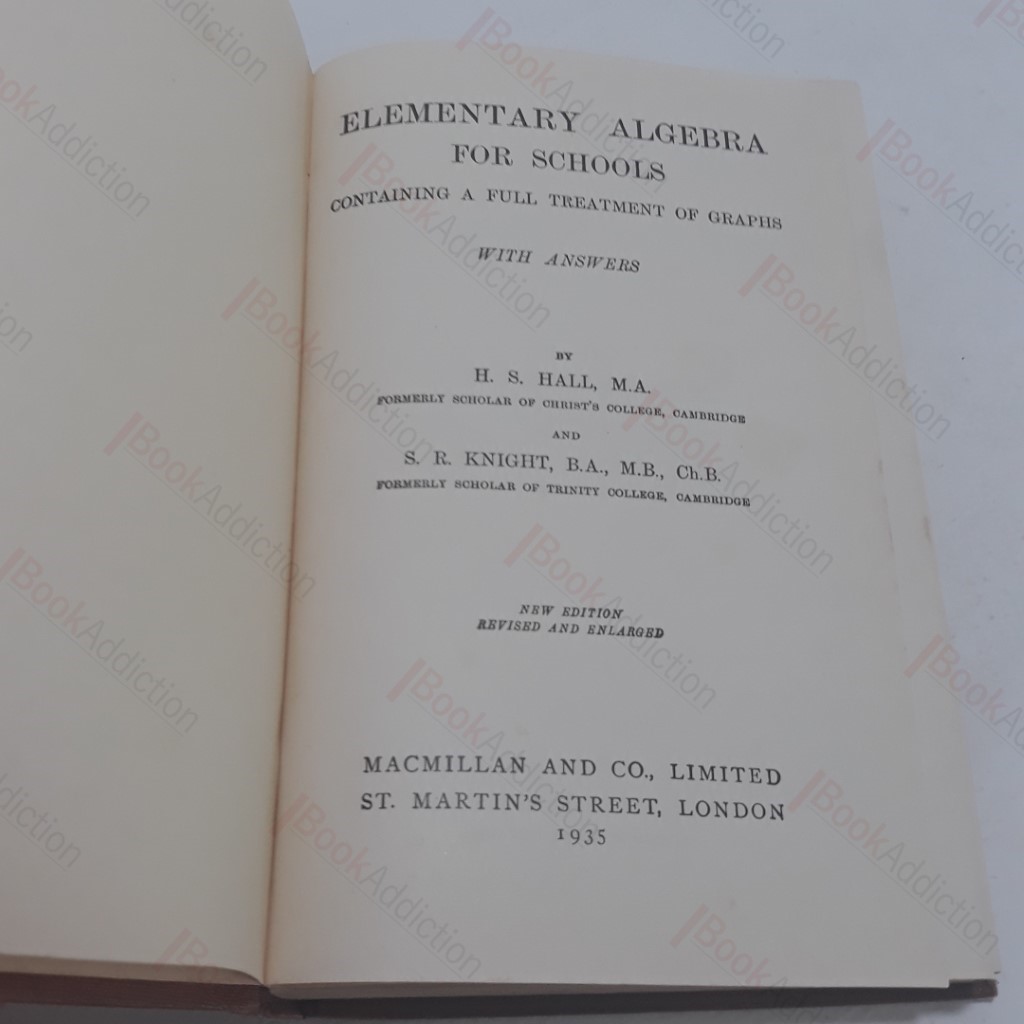 ELEMENTARY ALGEBRA
FOR SCHOOLS
CONTAINING A FULL TREATMENT OF GRAPHS
WITH ANSWERS
BY
H. S. HALL, M.A.
FORMERLY SCHOLAR OF CHRIST'S COLLEGE, CAMBRIDGE
AND
S. R. KNIGHT, B.A., M.B., Ch.B.
FORMERLY SCHOLAR OF TRINITY COLLEGE, CAMBRIDGE
NEW EDITION
REVISED AND ENLARGED
MACMILLAN AND CO., LIMITED
ST. MARTIN'S STREET, LONDON
1935
BookAddiction